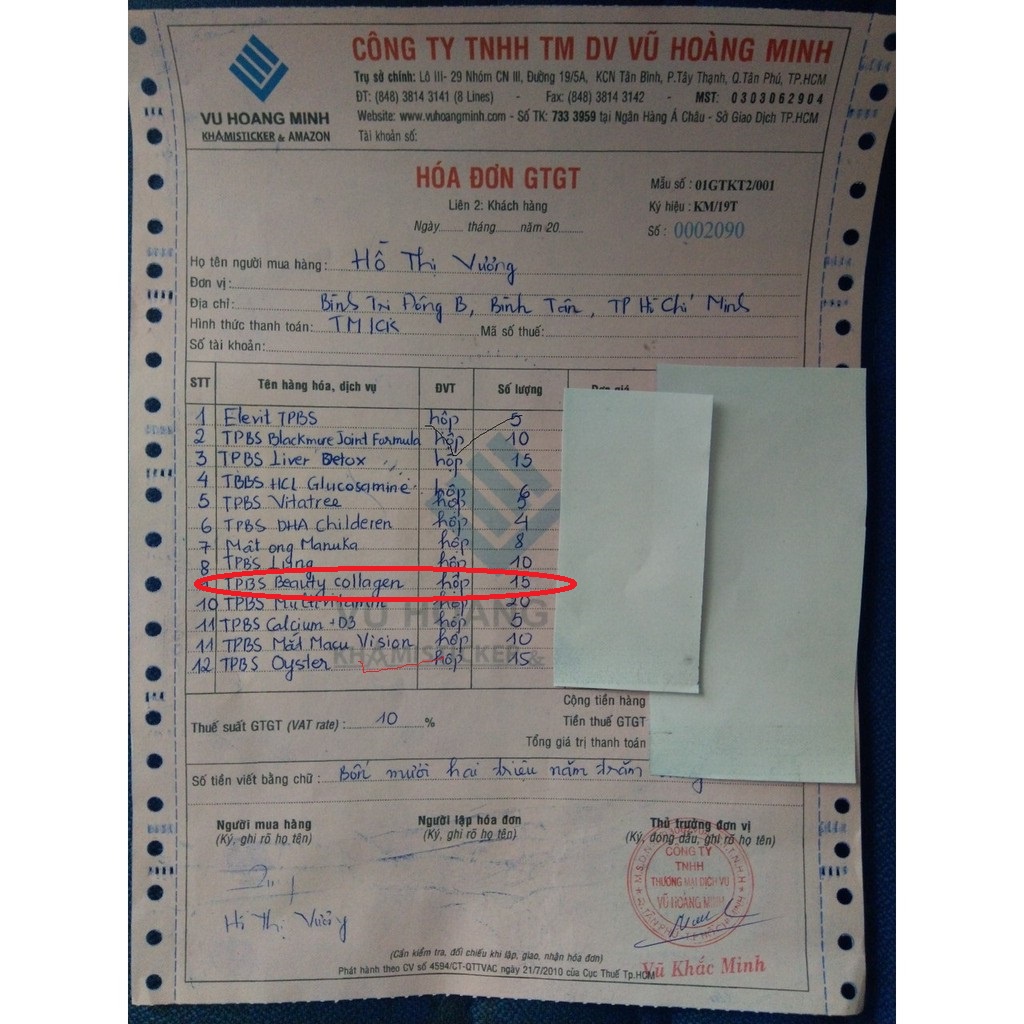 CÔNG TY TNHH TM DV VŨ HOÀNG MINH
Trụ sở chính: Lô III- 29 Nhóm CN III, Đường 19/5A, KCN Tân Bình, P.Tây Thạnh, Q.Tân Phú, TP.HCM
ĐT: (848) 3814 3141 (8 Lines) - Fax: (848) 3814 3142 - MST: 0303062904
Website: www.vuhoangminh.com - Số TK: 733 3959 tại Ngân Hàng Á Châu - Sở Giao Dịch TP.HCM
Tài khoản số:
VU HOANG MINH
KHAMISTICKER & AMAZON
HÓA ĐƠN GTGT
Liên 2: Khách hàng
Ngày tháng năm 20
Mẫu số : 01GTKT2/001
Ký hiệu : KM/19T
Số : 0002090
Họ tên người mua hàng : Hồ Thị Vưởng
Đơn vị :
Địa chỉ : Bình Trị Đông B, Bình Tân, TP Hồ Chí Minh
Hình thức thanh toán: TM/CK Mã số thuế:
Số tài khoản:
STT Tên hàng hóa, dịch vụ ĐVT Số lượng
1 Elevit TPBS hộp 5
2 TPBS Blackmure Joint Furmula hộp 10
3 TPBS Liver Detox hộp 15
4 TBBS HCL Glucosamine hộp 6
5 TPBS Vitatree hộp 5
6 TPBS DHA Childeren hộp 4
7 Mật ong Manuka hộp 8
8 TPBS hộp 10
TPBS Beauty collagen hộp 15
10 TPBS Multivitamin hộp 20
11 TPBS Calcium +D3 hộp 5
11 TPBS Mắt Macu Vision hộp 10
12 TPBS Oyster hộp 15
VU HOANG
KHAMISTICKER &
Cộng tiền hàng
Thuế suất GTGT (VAT rate) : 10 % Tiền thuế GTGT
Tổng giá trị thanh toán
Số tiền viết bằng chữ : Bốn mười hai triệu năm trăm
Người mua hàng Người lập hóa đơn Thủ trưởng đơn vị
(Ký, ghi rõ họ tên) (Ký, ghi rõ họ tên) (Ký, đóng dấu, ghi rõ họ tên)
CÔNG TY
TNHH
THƯƠNG MẠI DỊCH VỤ
VŨ HOÀNG MINH
Hồ Thị Vưởng
Vũ Khắc Minh
(Cần kiểm tra, đối chiếu khi lập, giao, nhận hóa đơn)
Phát hành theo CV số 4594/CT-QTTVAC ngày 21/7/2010 của Cục Thuế Tp.HCM